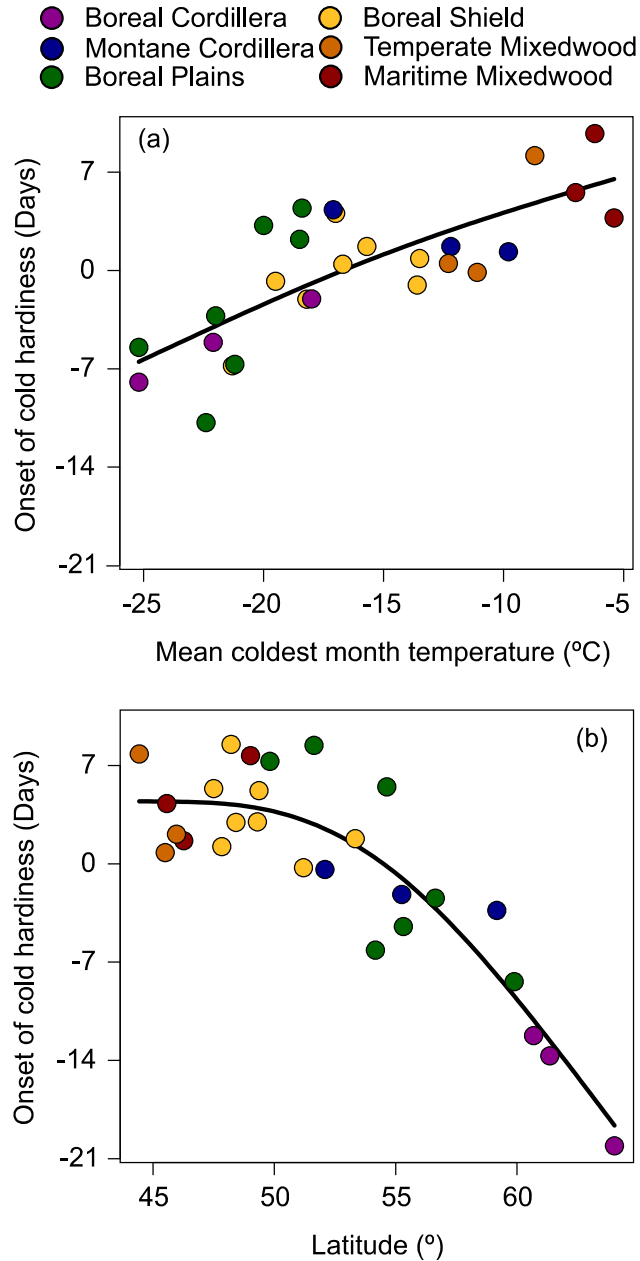 Boreal Cordillera Boreal Shield
Montane Cordillera Temperate Mixedwood
Boreal Plains Maritime Mixedwood
(a)
Onset of cold hardiness (Days)
7
0
-7
-14
-21
-25 -20 -15 -10 -5
Mean coldest month temperature (ºC)
(b)
Onset of cold hardiness (Days)
7
0
-7
-14
-21
45 50 55 60
Latitude (º)